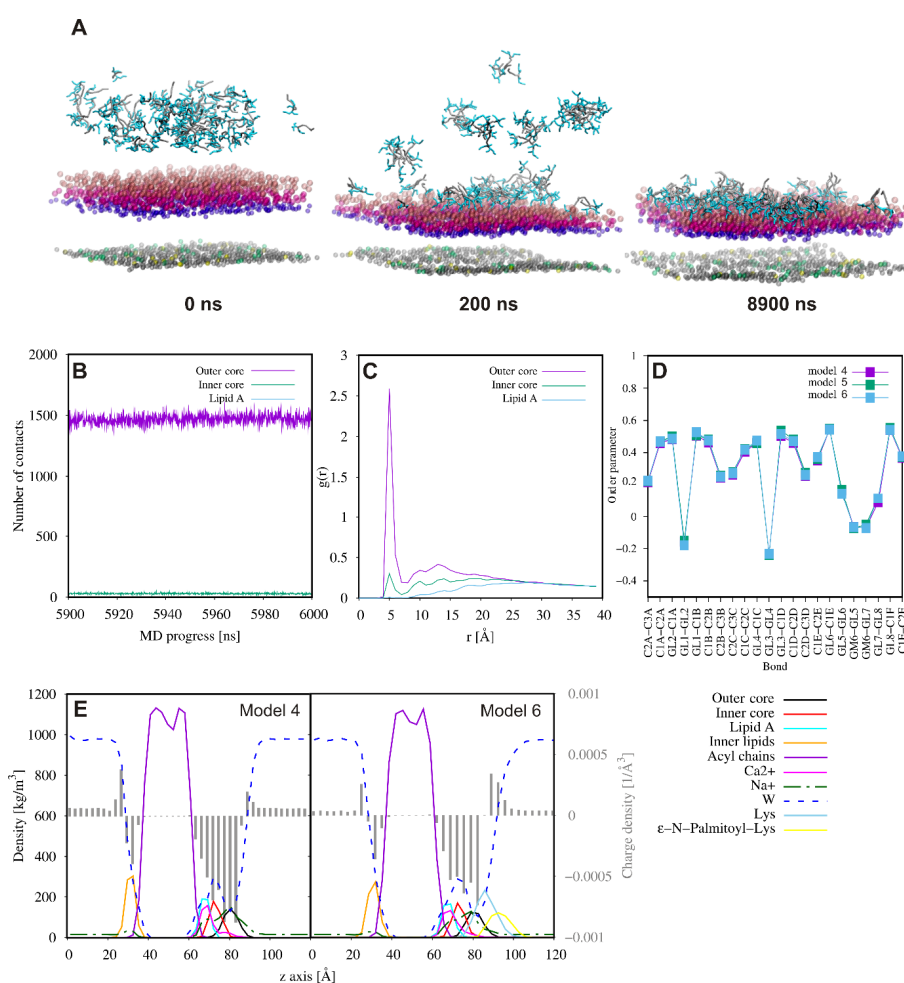 A
0 ns
200 ns
8900 ns
B
Outer core
Inner core
Lipid A
Number of contacts
2000
1500
1000
500
0
5900
5920
5940
5960
5980
6000
MD progress [ns]
C
Outer core
Inner core
Lipid A
g(r)
3
2.5
2
1.5
1
0.5
0
0
5
10
15
20
25
30
35
r [Å]
D
model 4
model 5
model 6
Order parameter
1
0.8
0.6
0.4
0.2
0
−0.2
−0.4
C2A−C3A
C1A−C2A
GL2−C1A
GL1−GL2
GL1−C1B
C1B−C2B
C2B−C3B
C2C−C3C
C1C−C2C
GL4−C1C
GL3−GL4
GL3−C1D
C1D−C2D
C2D−C3D
C1E−C2E
GL6−C1E
GL5−GL6
GM6−GL5
GM6−GL7
GL7−GL8
GL8−C1F
Bond
E
Model 4
Model 6
Density [kg/m³]
1200
1000
800
600
400
200
0
0
20
40
60
80
100
0
20
40
60
80
100
120
z axis [Å]
0.001
0.0005
0
−0.0005
−0.001
Charge density [1/Å³]
Outer core
Inner core
Lipid A
Inner lipids
Acyl chains
Ca2+
Na+
W
Lys
ε−N−Palmitoyl−Lys